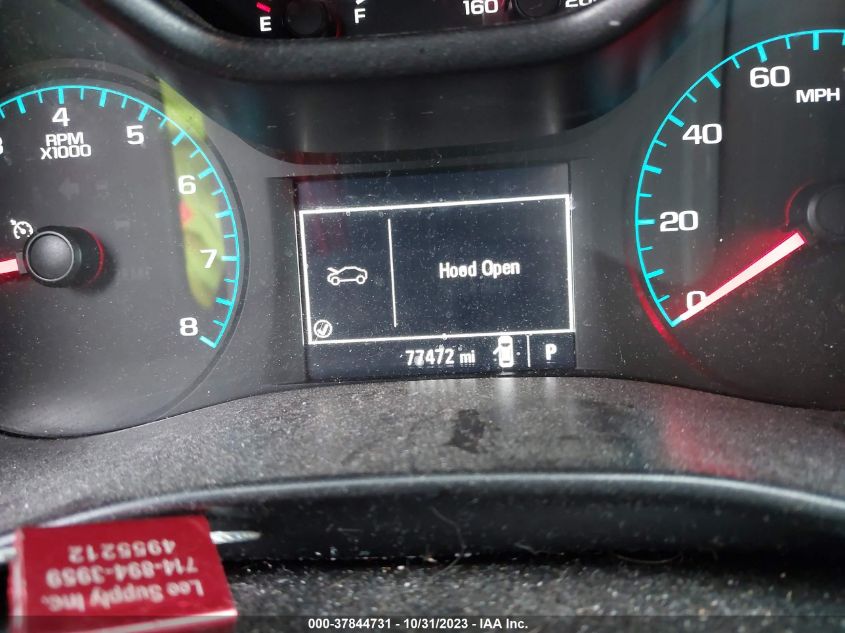 E
F
160
4
5
6
7
8
RPM
X1000
Hood Open
77472 mi
P
60
MPH
40
20
0
Lee Supply Inc.
714-894-3959
4955212
000-37844731 - 10/31/2023 - IAA Inc.